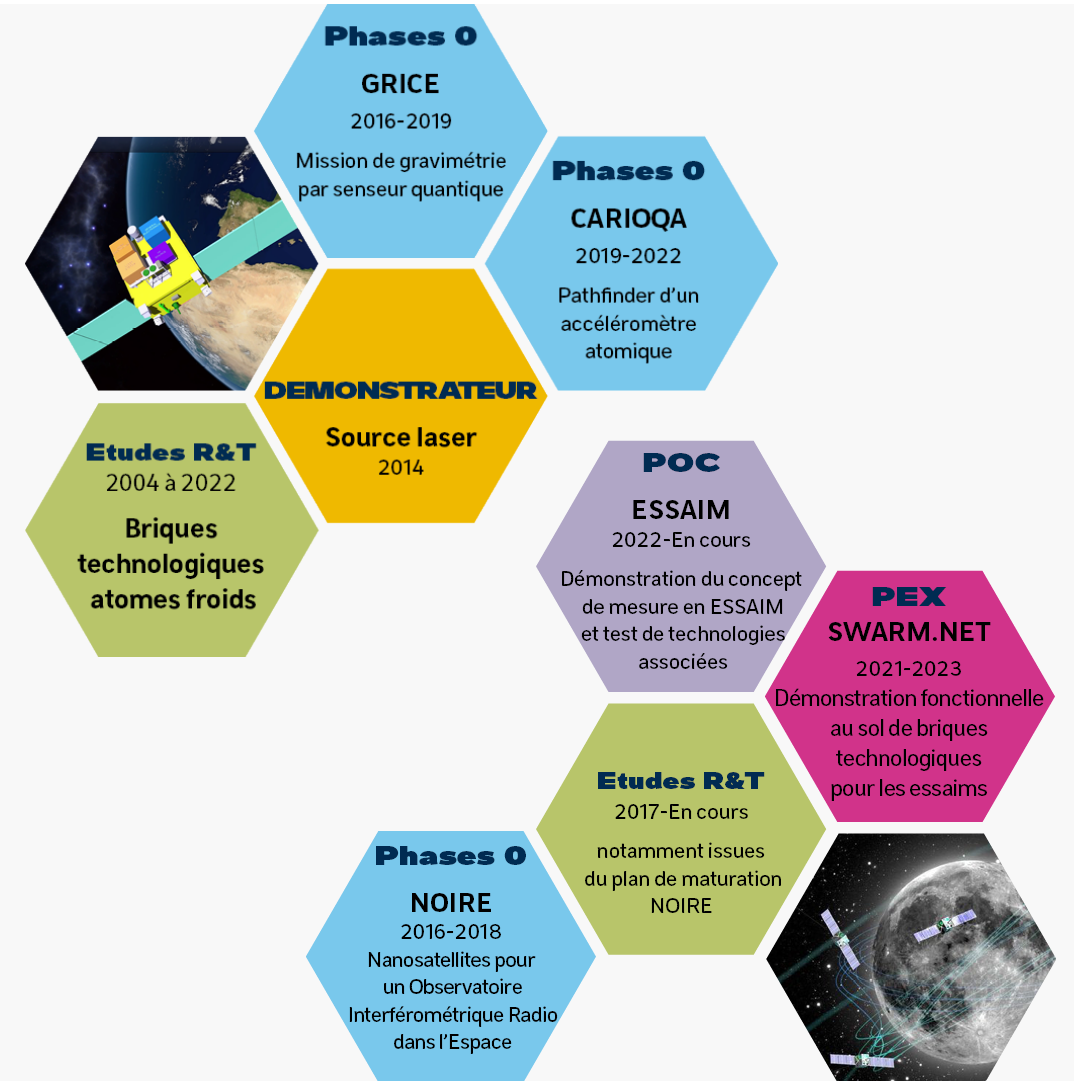 Phases 0
GRICE
2016-2019
Mission de gravimétrie
par senseur quantique
Phases 0
CARIOQA
2019-2022
Pathfinder d'un
accéléromètre
atomique
DEMONSTRATEUR
Source laser
2014
Etudes R&T
2004 à 2022
Briques
technologiques
atomes froids
POC
ESSAIM
2022-En cours
Démonstration du concept
de mesure en ESSAIM
et test de technologies
associées
PEX
SWARM.NET
2021-2023
Démonstration fonctionnelle
au sol de briques
technologiques
pour les essaims
Etudes R&T
2017-En cours
notamment issues
du plan de maturation
NOIRE
Phases 0
NOIRE
2016-2018
Nanosatellites pour
un Observatoire
Interférométrique Radio
dans l'Espace